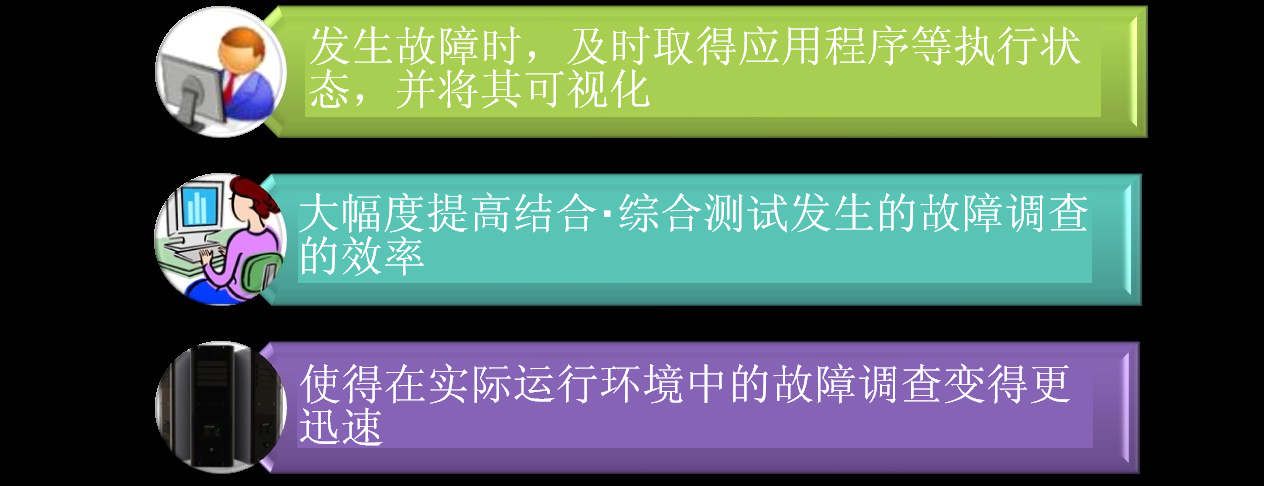 发生故障时，及时取得应用程序等执行状
态，并将其可视化
大幅度提高结合·综合测试发生的故障调查
的效率
使得在实际运行环境中的故障调查变得更
迅速